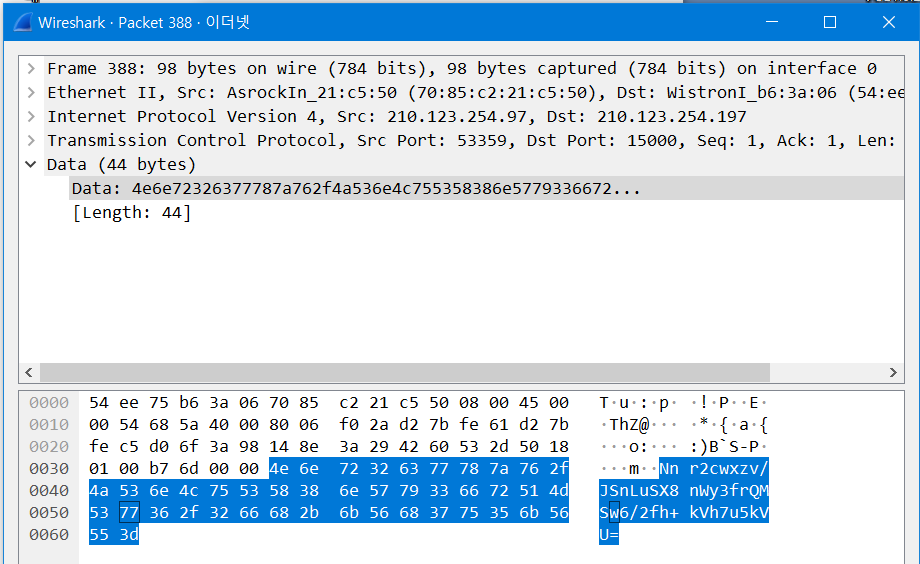 Wireshark · Packet 388 · 이더넷
Frame 388: 98 bytes on wire (784 bits), 98 bytes captured (784 bits) on interface 0
Ethernet II, Src: AsrockIn_21:c5:50 (70:85:c2:21:c5:50), Dst: WistronI_b6:3a:06 (54:ee
Internet Protocol Version 4, Src: 210.123.254.97, Dst: 210.123.254.197
Transmission Control Protocol, Src Port: 53359, Dst Port: 15000, Seq: 1, Ack: 1, Len:
Data (44 bytes)
Data: 4e6e72326377787a762f4a536e4c755358386e5779336672...
[Length: 44]
0000 54 ee 75 b6 3a 06 70 85 c2 21 c5 50 08 00 45 00 T·u·:·p· ·!·P··E·
0010 00 54 68 5a 40 00 80 06 f0 2a d2 7b fe 61 d2 7b ·ThZ@··· ·*·{·a·{
0020 fe c5 d0 6f 3a 98 14 8e 3a 29 42 60 53 2d 50 18 ···o:··· :)B`S-P·
0030 01 00 b7 6d 00 00 4e 6e 72 32 63 77 78 7a 76 2f ···m··Nn r2cwxzv/
0040 4a 53 6e 4c 75 53 58 38 6e 57 79 33 66 72 51 4d JSnLuSX8 nWy3frQM
0050 53 77 36 2f 32 66 68 2b 6b 56 68 37 75 35 6b 56 Sw6/2fh+ kVh7u5kV
0060 55 3d U=